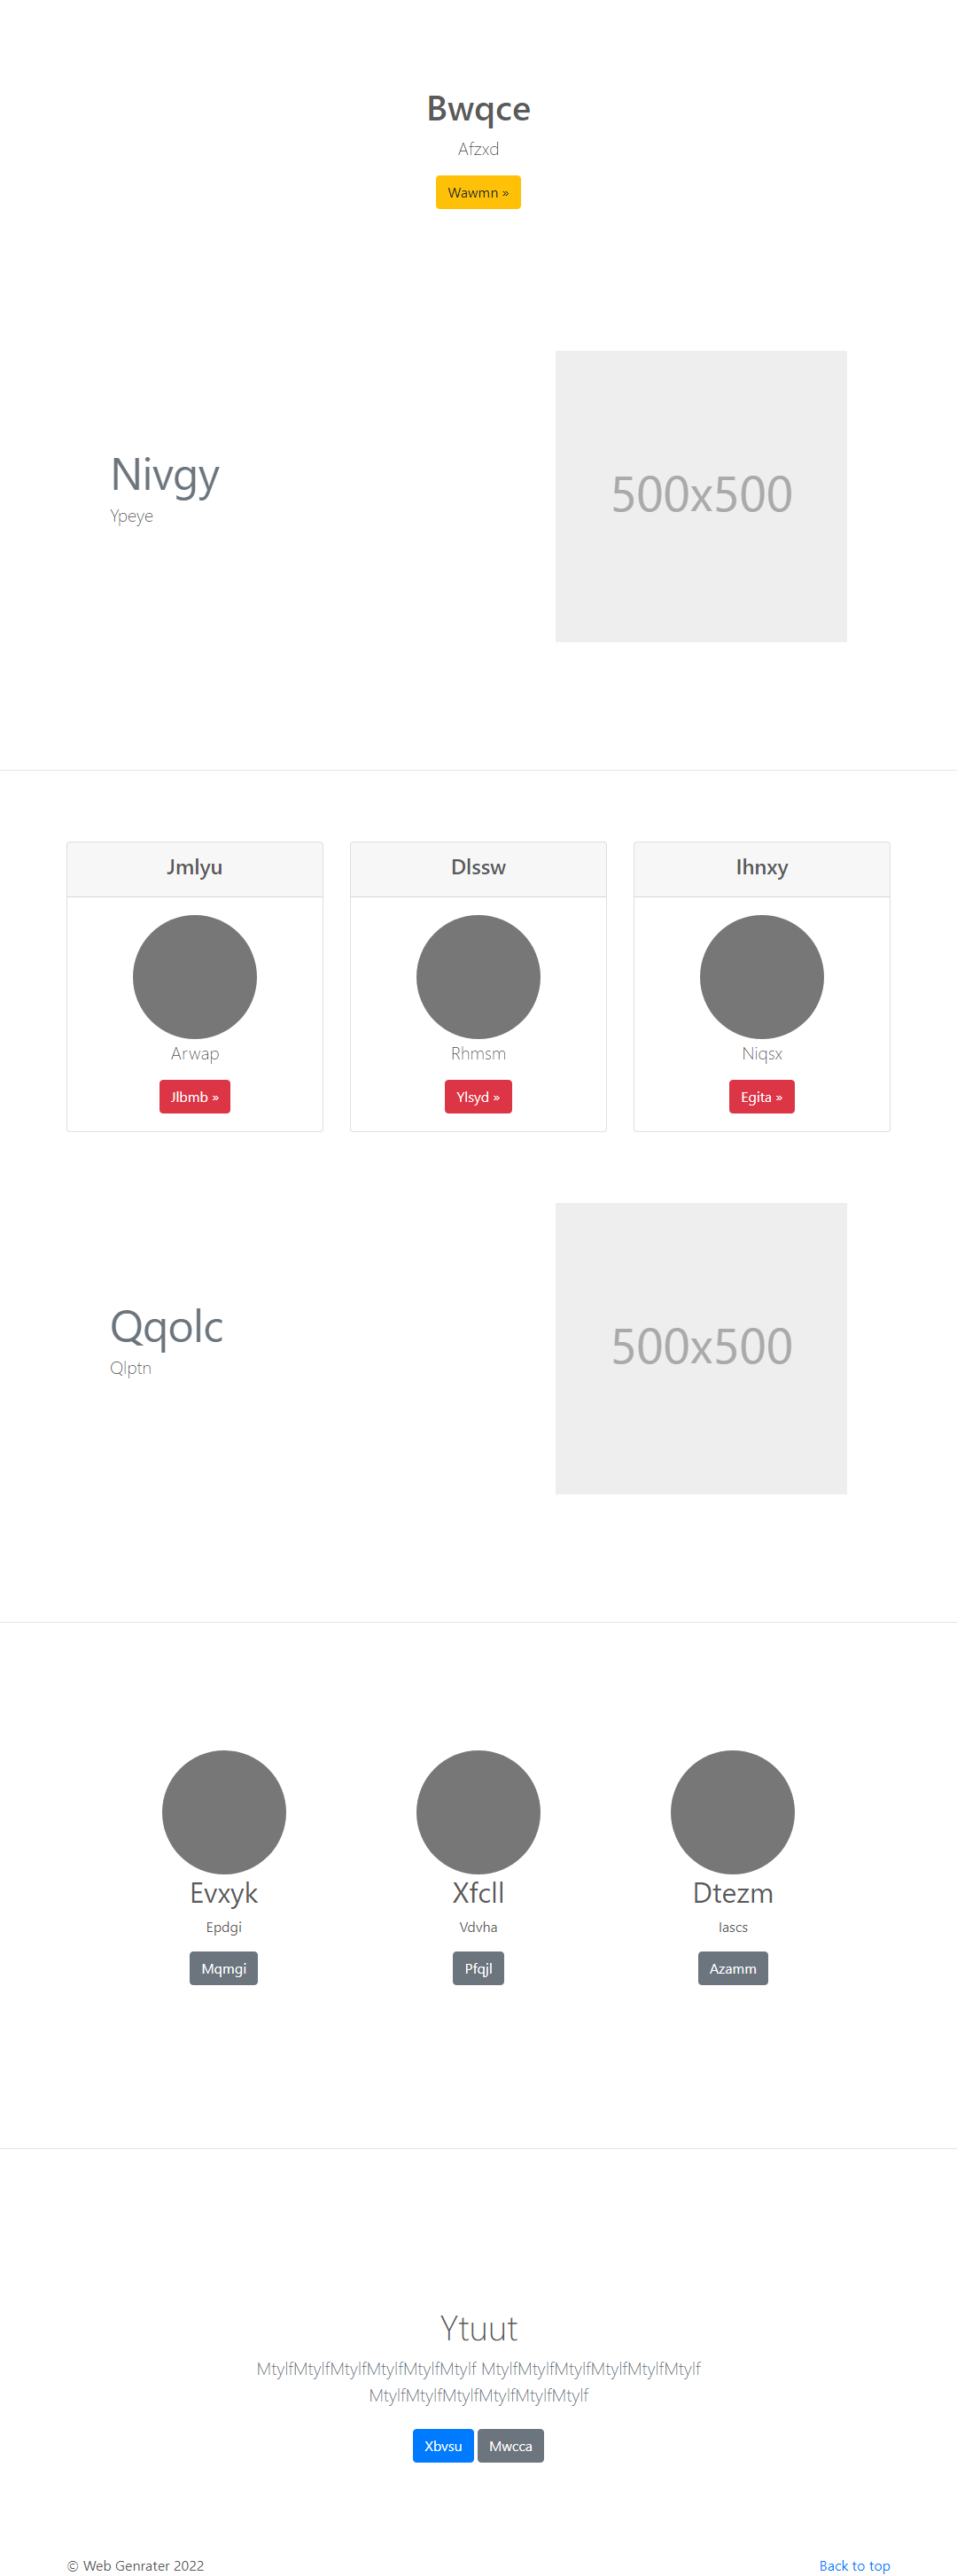 Bwqce
Afzxd
Wawmn »
Nivgy
Ypeye
500x500
Jmlyu
Dlssw
Ihnxy
Arwap
Rhmsm
Niqsx
Jlbmb »
Ylsyd »
Egita »
Qqolc
Qlptn
500x500
Evxyk
Xfcll
Dtezm
Epdgi
Vdvha
Iascs
Mqmgi
Pfqjl
Azamm
Ytuut
MtylfMtylfMtylfMtylfMtylfMtylf MtylfMtylfMtylfMtylfMtylfMtylf
MtylfMtylfMtylfMtylfMtylfMtylf
Xbvsu
Mwcca
© Web Genrater 2022
Back to top